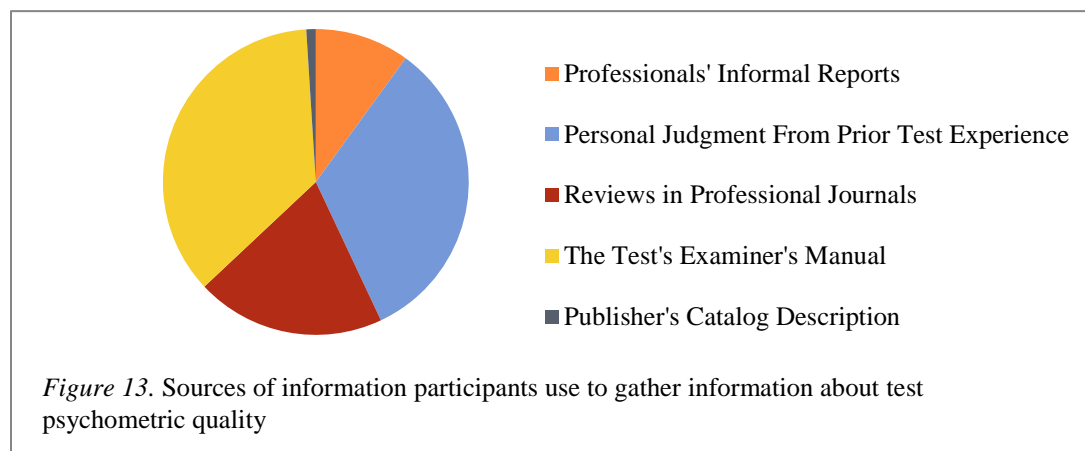 Professionals' Informal Reports
Personal Judgment From Prior Test Experience
Reviews in Professional Journals
The Test's Examiner's Manual
Publisher's Catalog Description
Figure 13. Sources of information participants use to gather information about test
psychometric quality